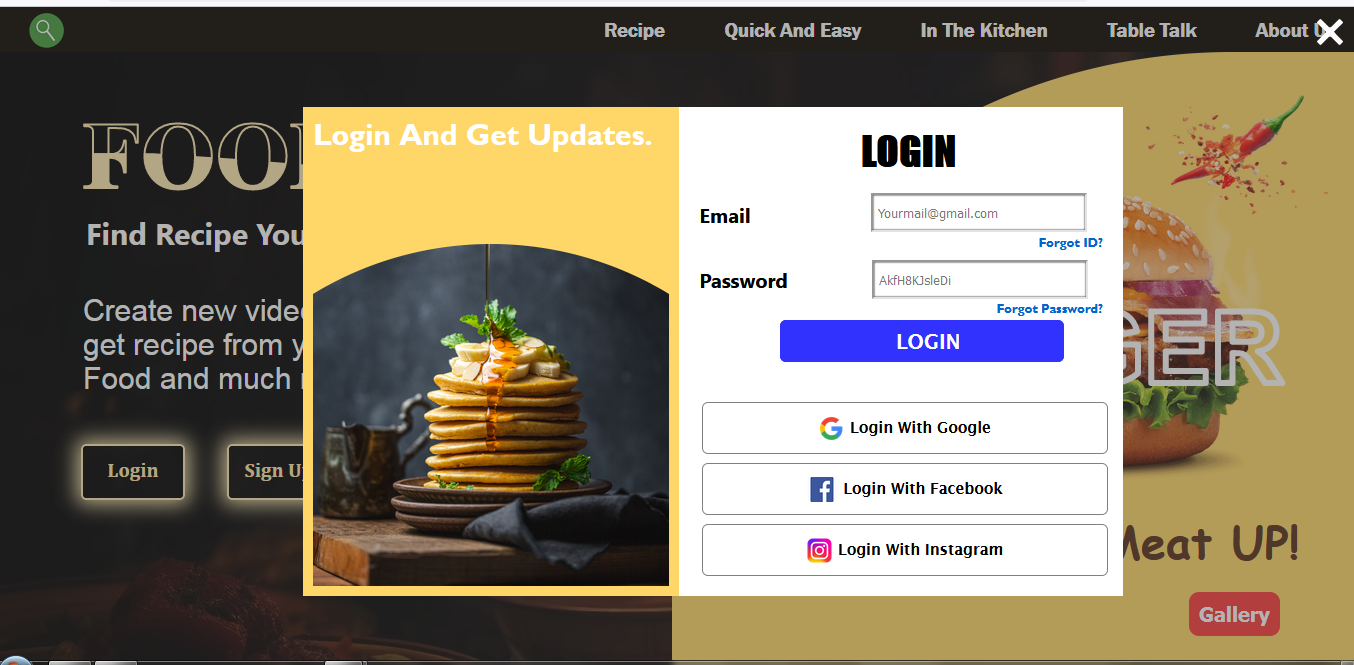 Recipe
Quick And Easy
In The Kitchen
Table Talk
About
FOO
Find Recipe You
Create new vide
get recipe from y
Food and much
Login
Sign U
Login And Get Updates.
LOGIN
Email
Yourmail@gmail.com
Forgot ID?
Password
AkfH8KJsleDi
Forgot Password?
LOGIN
Login With Google
Login With Facebook
Login With Instagram
GER
Meat UP!
Gallery